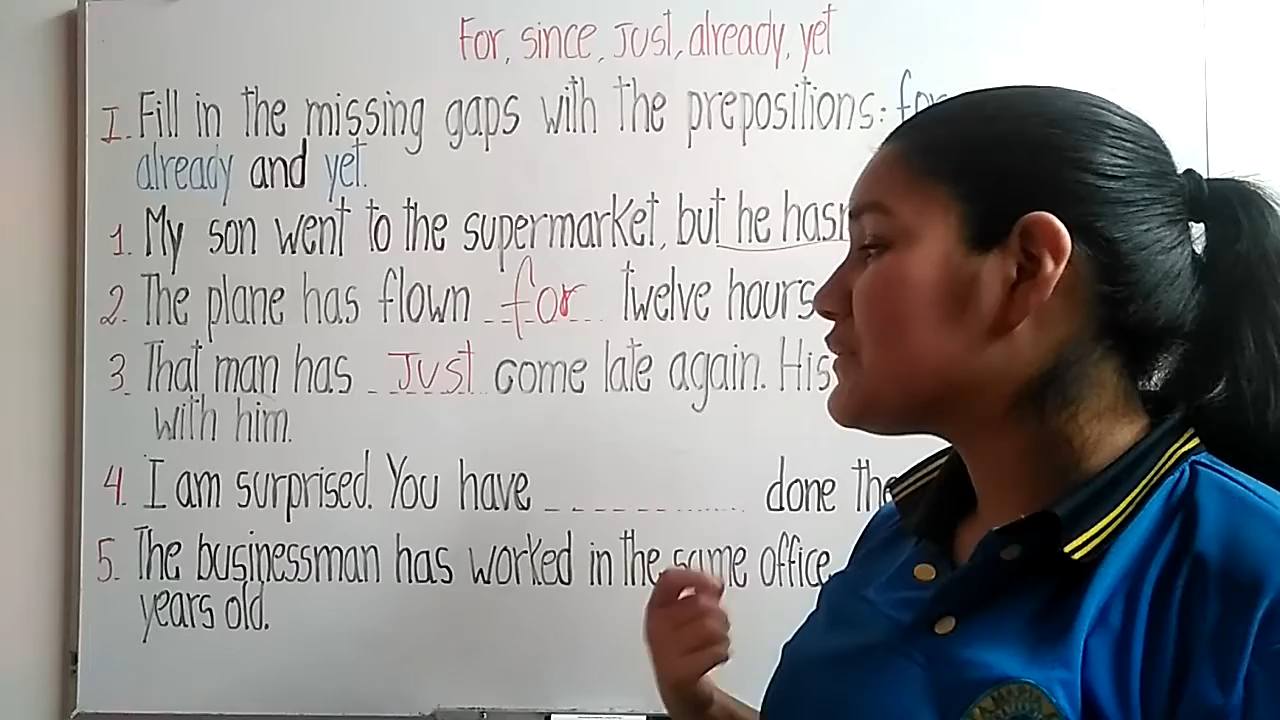 For, since, Just, already, yet
I. Fill in the missing gaps with the prepositions: for
already and yet.
1. My son went to the supermarket, but he hasn
2. The plane has flown for twelve hours
3. That man has Just come late again. His
with him.
4. I am surprised. You have _ _ _ _ _ done the
5. The businessman has worked in the same office
years old.